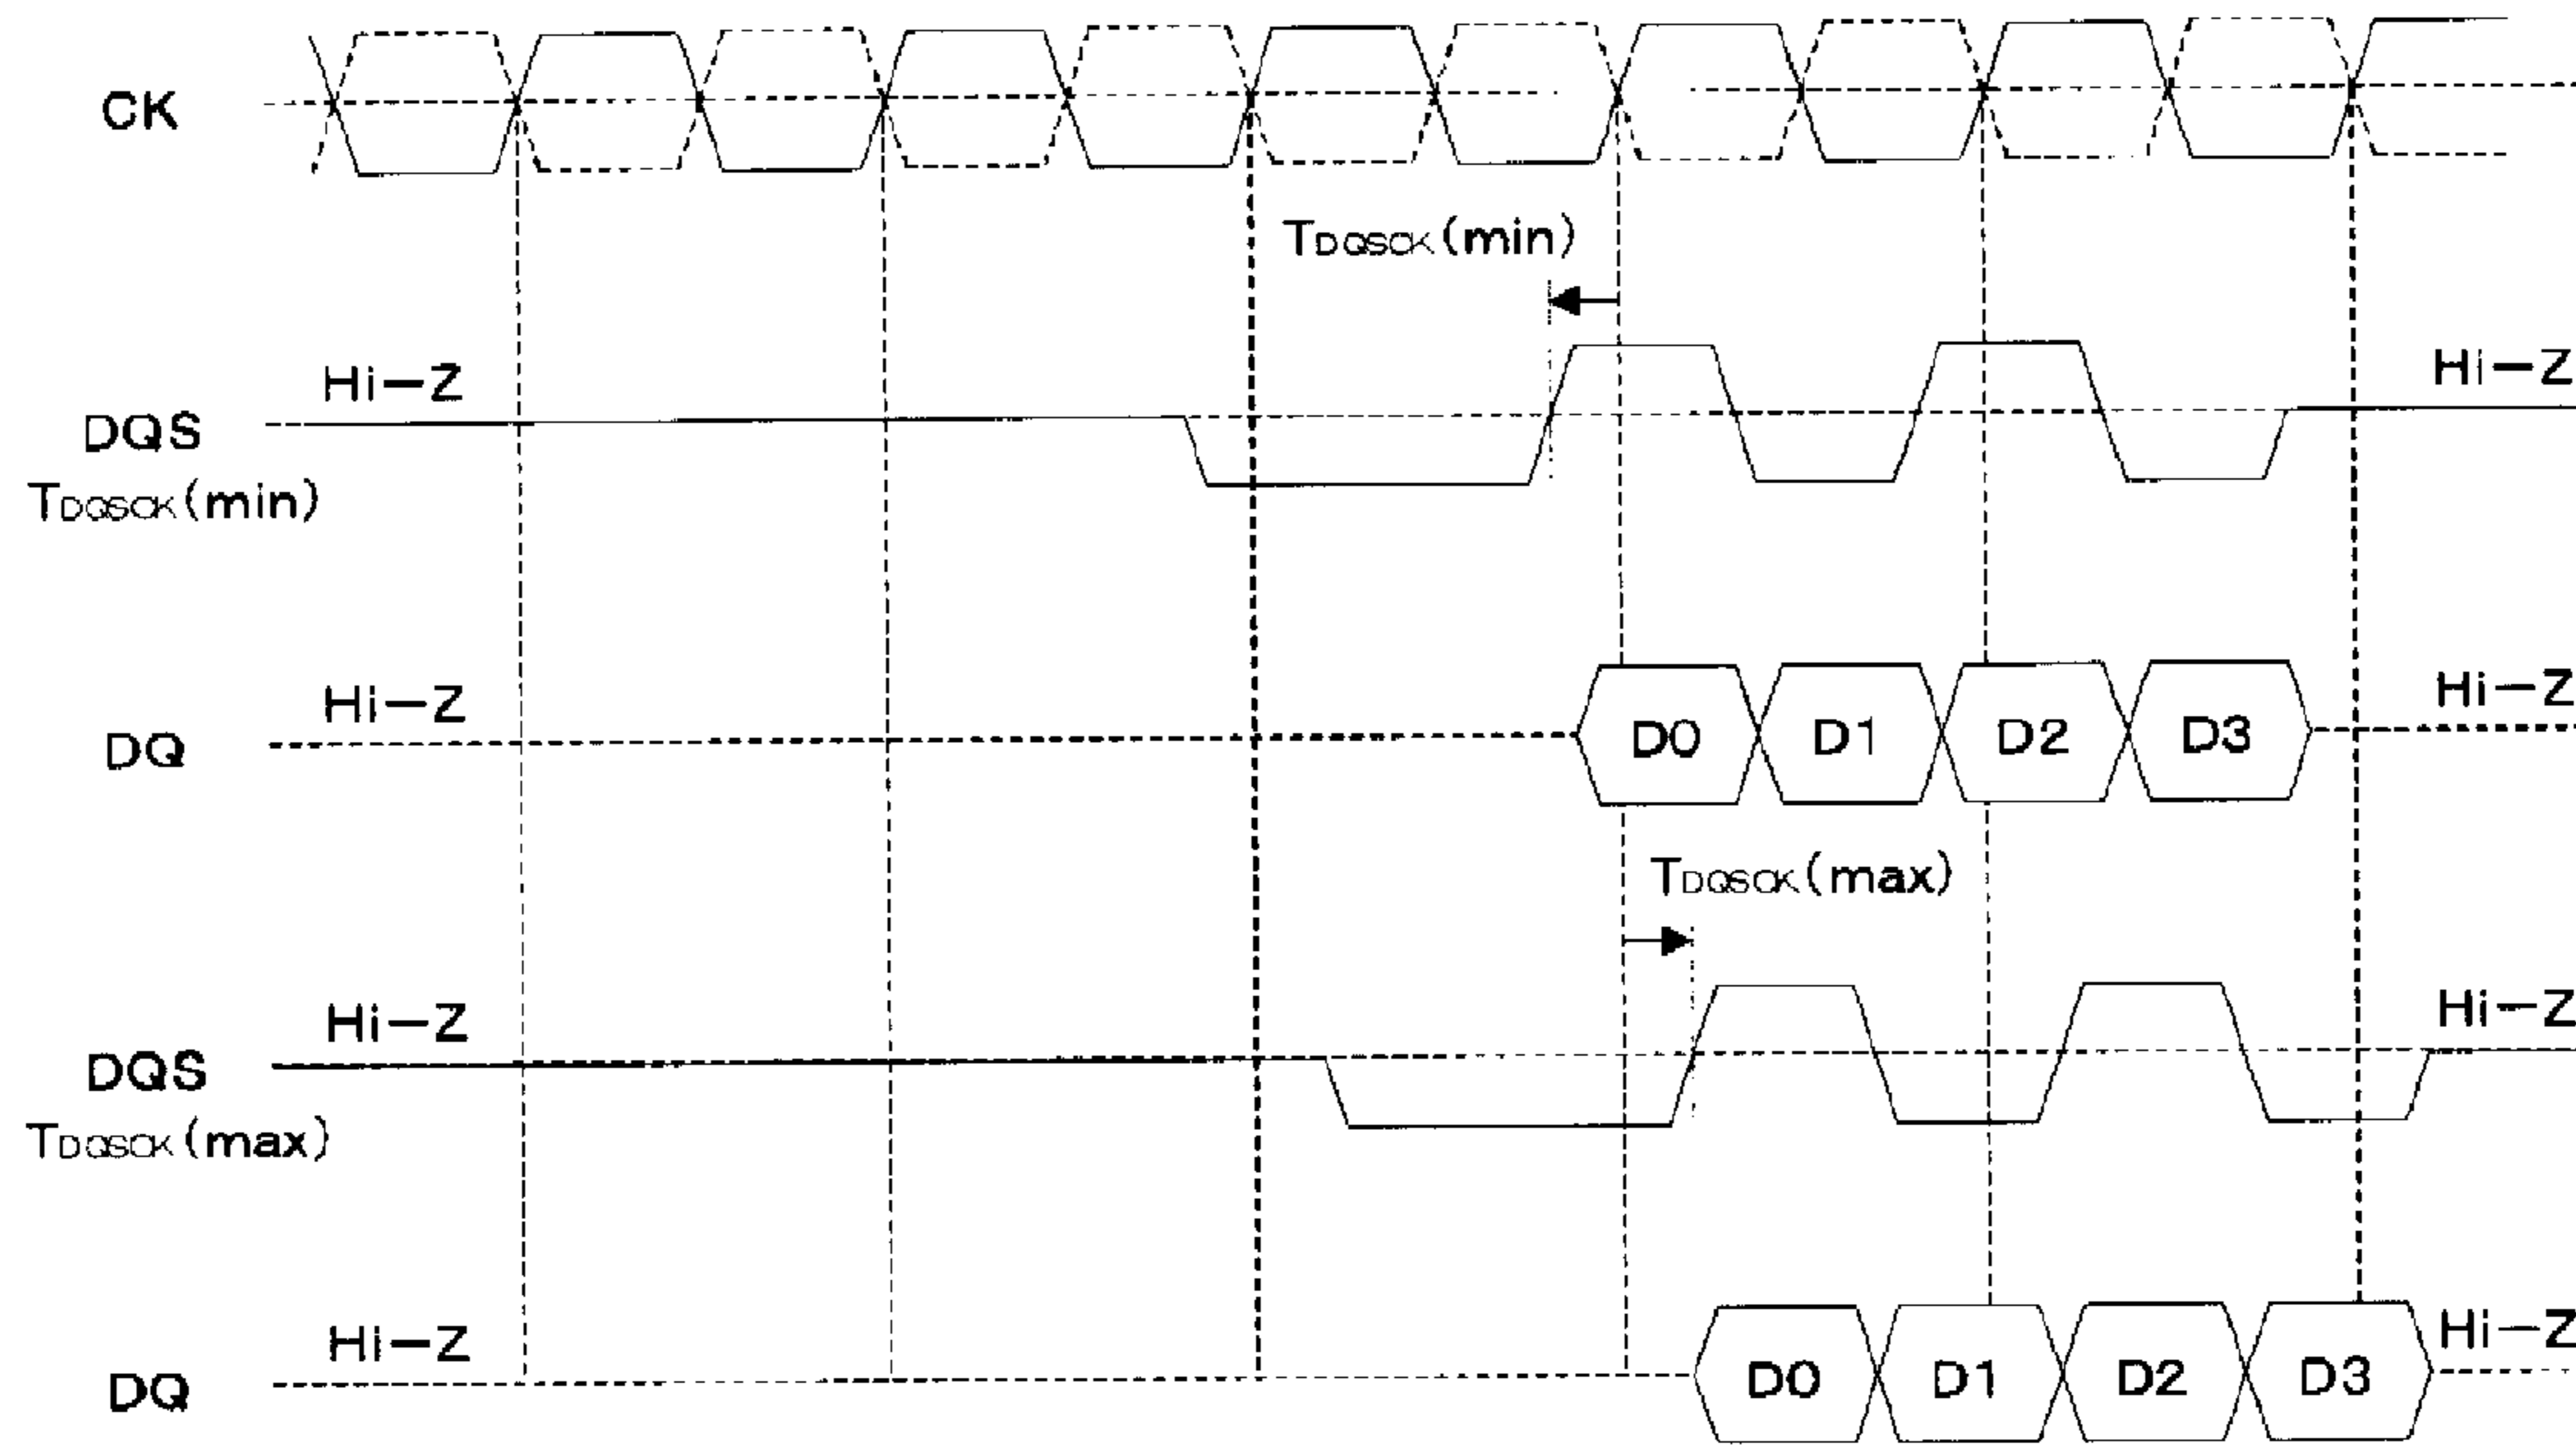 CK
TDQSCK(min)
Hi-Z
Hi-Z
DQS
TDQSCK(min)
Hi-Z
Hi-Z
DQ
D0 D1 D2 D3
TDQSCK(max)
Hi-Z
Hi-Z
DQS
TDQSCK(max)
Hi-Z
Hi-Z
DQ
D0 D1 D2 D3